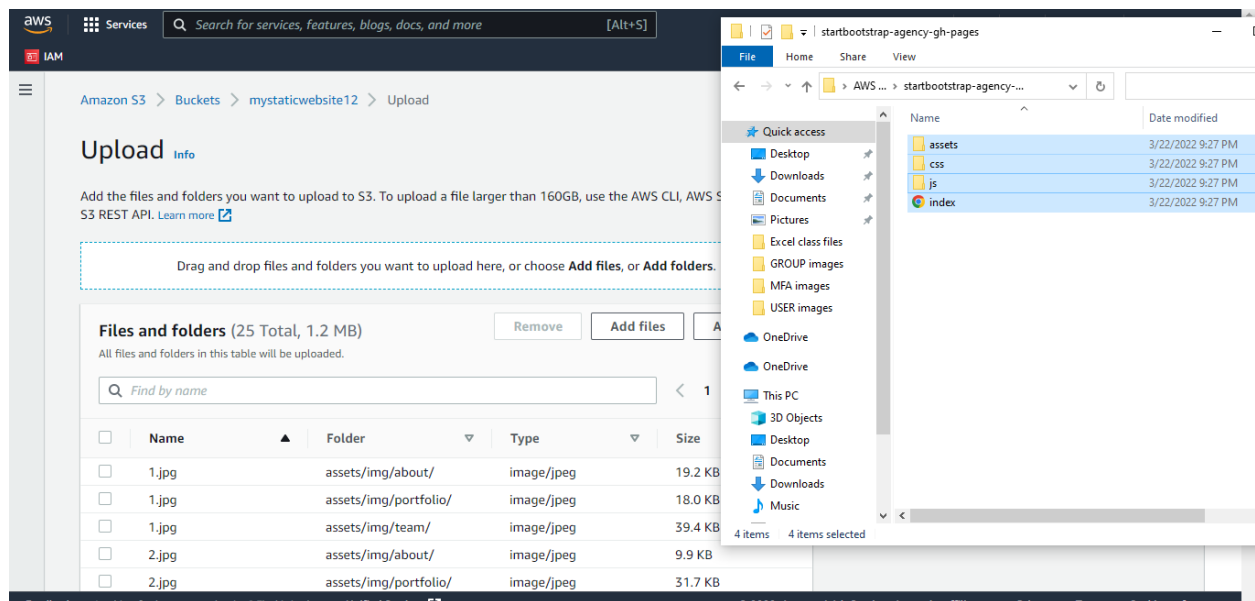 aws
Services
Search for services, features, blogs, docs, and more
[Alt+S]
IAM
Amazon S3 > Buckets > mystaticwebsite12 > Upload
Upload Info
Add the files and folders you want to upload to S3. To upload a file larger than 160GB, use the AWS CLI, AWS S
S3 REST API. Learn more
Drag and drop files and folders you want to upload here, or choose Add files, or Add folders.
Files and folders (25 Total, 1.2 MB)
All files and folders in this table will be uploaded.
Remove
Add files
A
Find by name
1
Name Folder Type Size
1.jpg assets/img/about/ image/jpeg 19.2 KB
1.jpg assets/img/portfolio/ image/jpeg 18.0 KB
1.jpg assets/img/team/ image/jpeg 39.4 KB
2.jpg assets/img/about/ image/jpeg 9.9 KB
2.jpg assets/img/portfolio/ image/jpeg 31.7 KB
startbootstrap-agency-gh-pages
File Home Share View
AWS ... > startbootstrap-agency-...
Quick access
Desktop
Downloads
Documents
Pictures
Excel class files
GROUP images
MFA images
USER images
OneDrive
OneDrive
This PC
3D Objects
Desktop
Documents
Downloads
Music
Name Date modified
assets 3/22/2022 9:27 PM
css 3/22/2022 9:27 PM
js 3/22/2022 9:27 PM
index 3/22/2022 9:27 PM
4 items 4 items selected